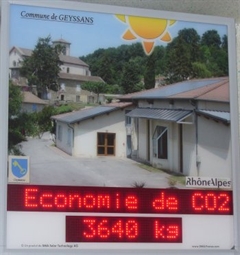 Commune de GEYSSANS
RhôneAlpes
Economie de CO2
3640 kg